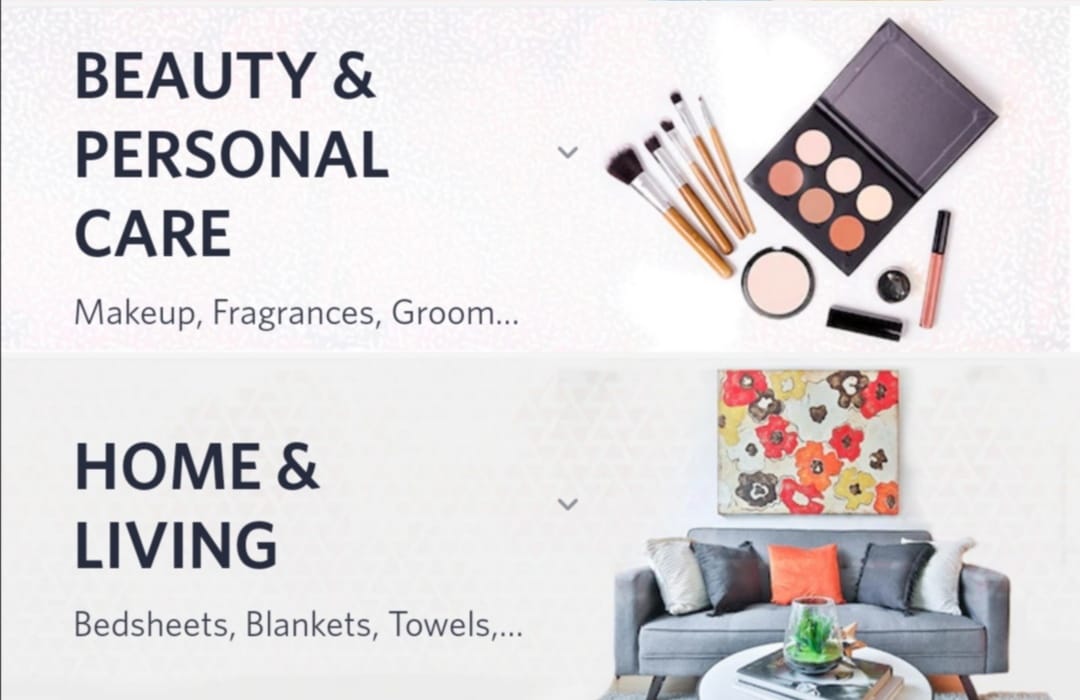 BEAUTY &
PERSONAL
CARE
Makeup, Fragrances, Groom...
HOME &
LIVING
Bedsheets, Blankets, Towels,...